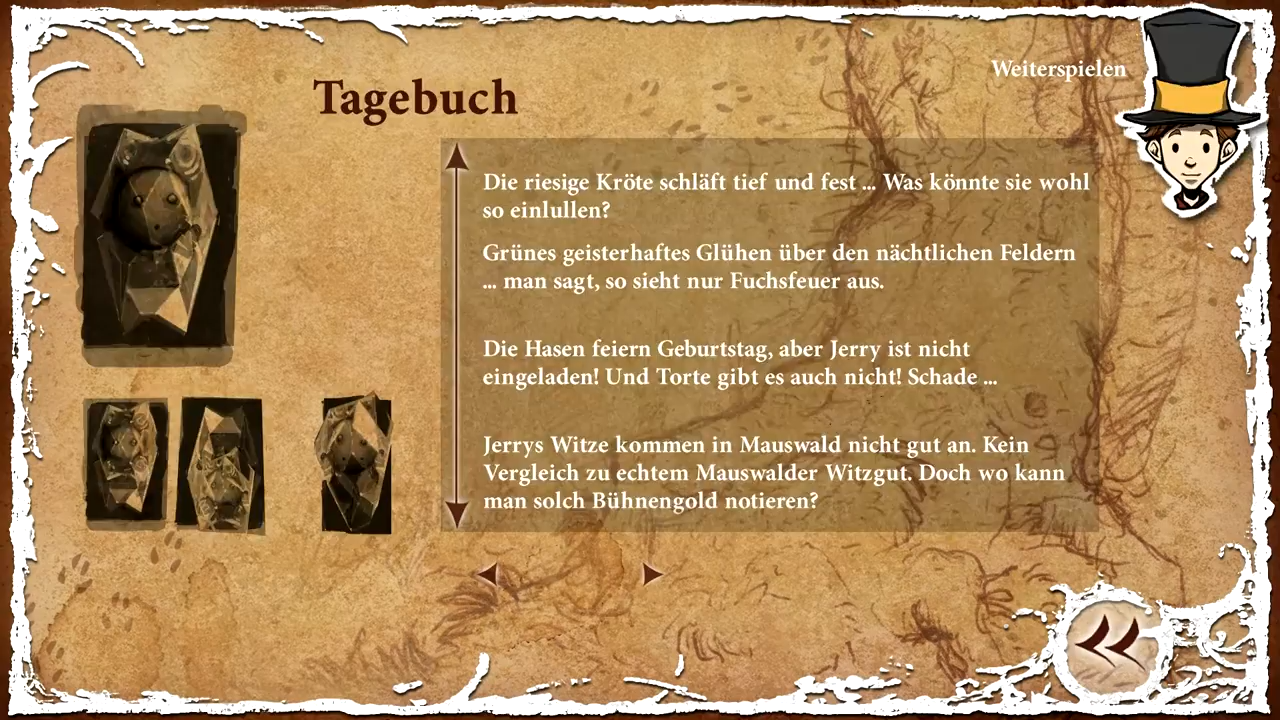 Tagebuch
Weiterspielen
Die riesige Kröte schläft tief und fest ... Was könnte sie wohl
so einlullen?
Grünes geisterhaftes Glühen über den nächtlichen Feldern
... man sagt, so sieht nur Fuchsfeuer aus.
Die Hasen feiern Geburtstag, aber Jerry ist nicht
eingeladen! Und Torte gibt es auch nicht! Schade ...
Jerrys Witze kommen in Mauswald nicht gut an. Kein
Vergleich zu echtem Mauswalder Witzgut. Doch wo kann
man solch Bühnengold notieren?